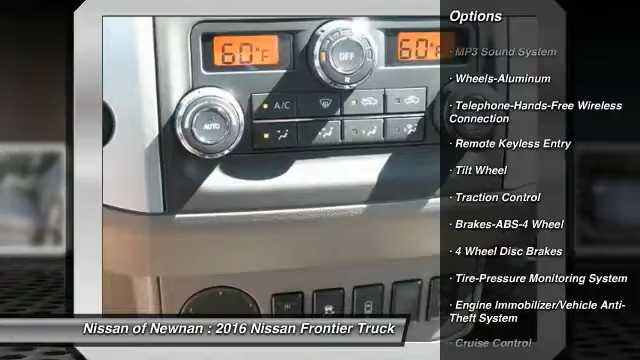 Options
· MP3 Sound System
· Wheels-Aluminum
· Telephone-Hands-Free Wireless
Connection
· Remote Keyless Entry
· Tilt Wheel
· Traction Control
· Brakes-ABS-4 Wheel
· 4 Wheel Disc Brakes
· Tire-Pressure Monitoring System
· Engine Immobilizer/Vehicle Anti-
Theft System
· Cruise Control
60°F
OFF
60°F
AUTO
A/C
HI
Nissan of Newnan : 2016 Nissan Frontier Truck